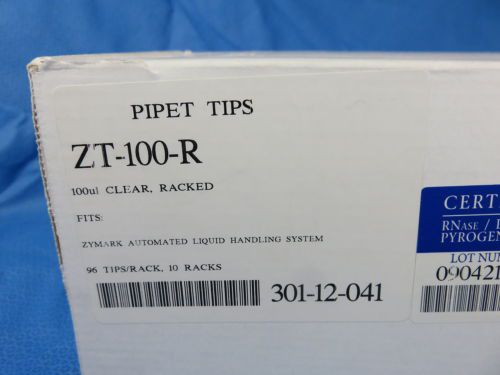 PIPET TIPS
ZT-100-R
100ul CLEAR, RACKED
FITS:
ZYMARK AUTOMATED LIQUID HANDLING SYSTEM
96 TIPS/RACK, 10 RACKS
301-12-041
CERT
RNASE /
PYROGEN
LOT NUM
090421